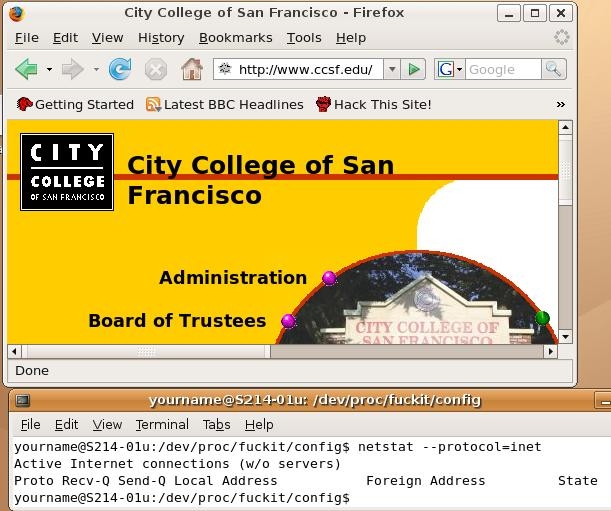 City College of San Francisco - Firefox
File Edit View History Bookmarks Tools Help
http://www.ccsf.edu/ G Google
Getting Started Latest BBC Headlines Hack This Site! »
CITY
COLLEGE
OF SAN FRANCISCO
City College of San
Francisco
Administration
Board of Trustees
CITY COLLEGE OF
SAN FRANCISCO
Done
yourname@S214-01u: /dev/proc/fuckit/config
File Edit View Terminal Tabs Help
yourname@S214-01u:/dev/proc/fuckit/config$ netstat --protocol=inet
Active Internet connections (w/o servers)
Proto Recv-Q Send-Q Local Address Foreign Address State
yourname@S214-01u:/dev/proc/fuckit/config$